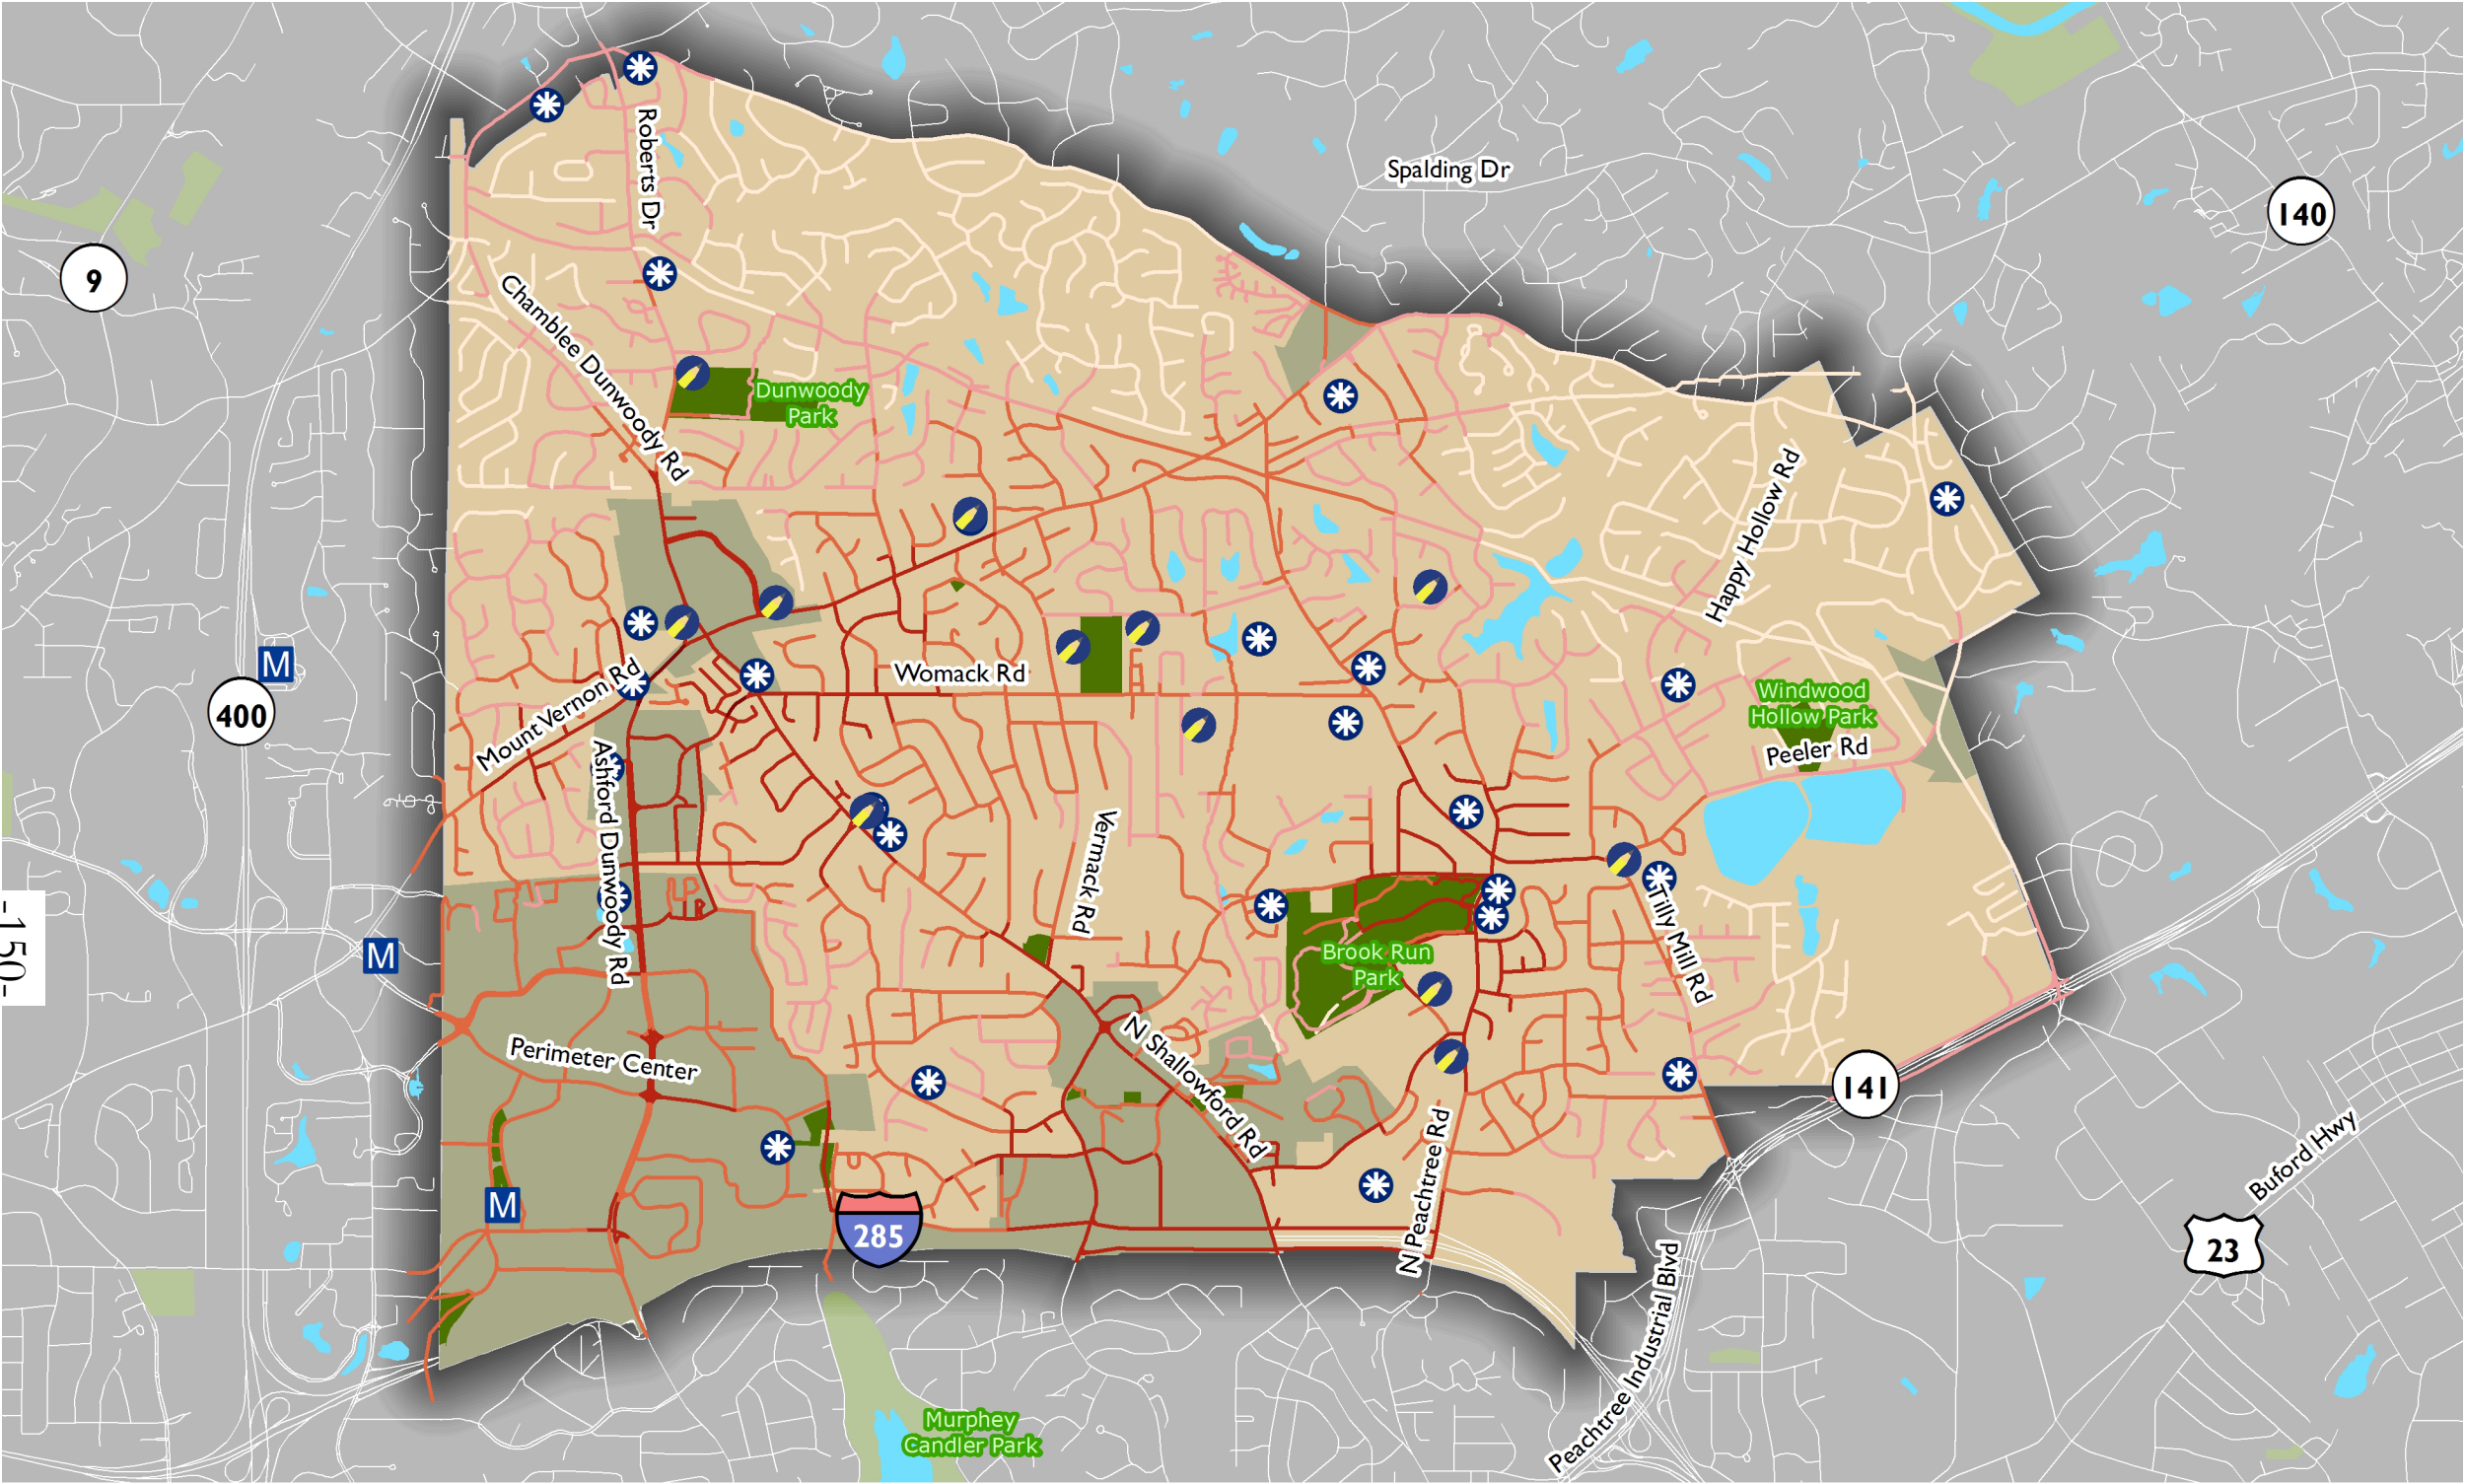 Roberts Dr
Spalding Dr
140
9
Chamblee Dunwoody Rd
Dunwoody
Park
Happy Hollow Rd
M
400
Mount Vernon Rd
Womack Rd
Windwood
Hollow Park
Peeler Rd
Ashford Dunwoody Rd
Vermack Rd
-150-
M
Brook Run
Park
Tilly Mill Rd
Perimeter Center
N Shallowford Rd
141
M
285
N Peachtree Rd
Buford Hwy
23
Peachtree Industrial Blvd
Murphey
Candler Park